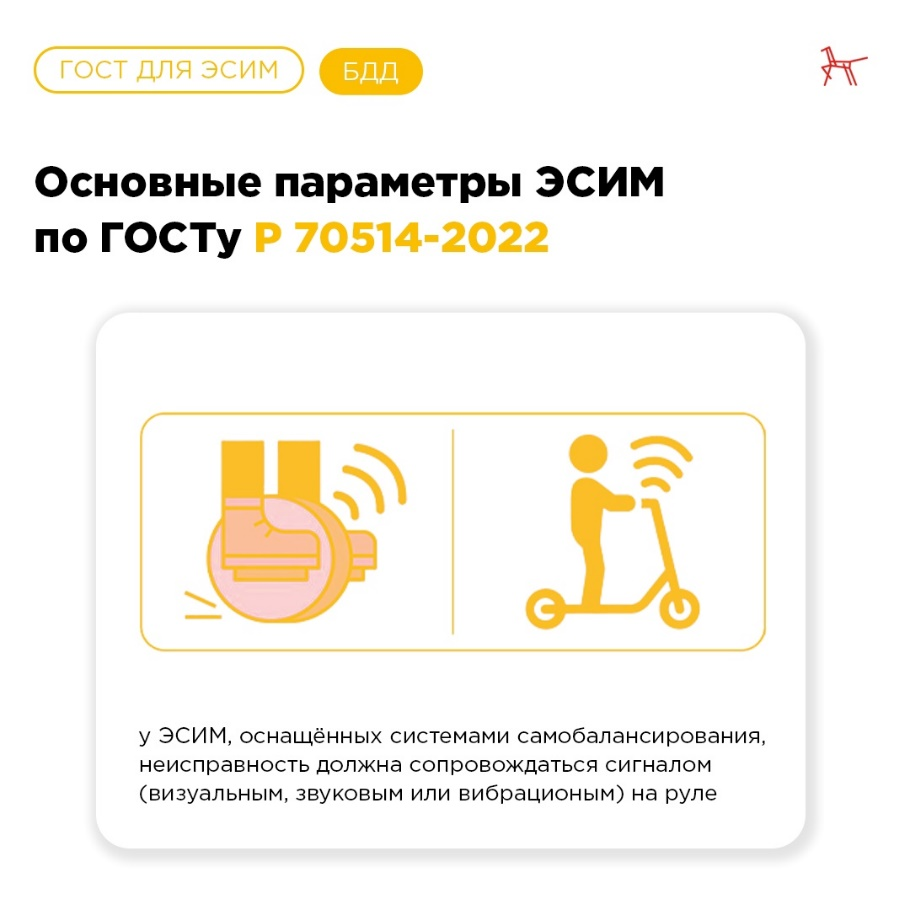 ГОСТ ДЛЯ ЭСИМ
БДД
Основные параметры ЭСИМ
по ГОСТу Р 70514-2022
у ЭСИМ, оснащённых системами самобалансирования,
неисправность должна сопровождаться сигналом
(визуальным, звуковым или вибрационым) на руле